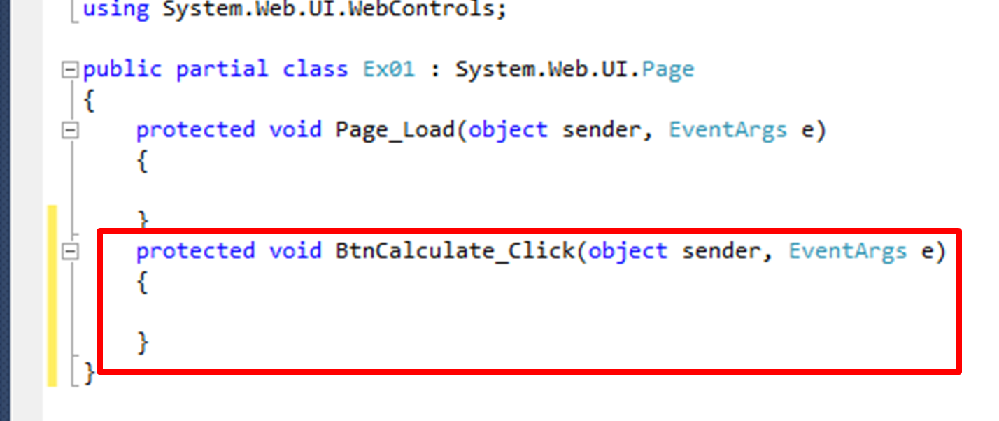 using System.Web.UI.WebControls;
public partial class Ex01 : System.Web.UI.Page
{
protected void Page_Load(object sender, EventArgs e)
{
}
protected void BtnCalculate_Click(object sender, EventArgs e)
{
}
}